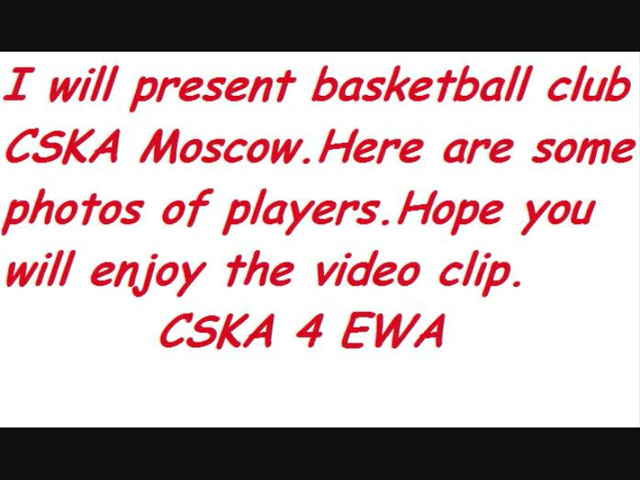 I will present basketball club
CSKA Moscow.Here are some
photos of players.Hope you
will enjoy the video clip.
CSKA 4 EWA